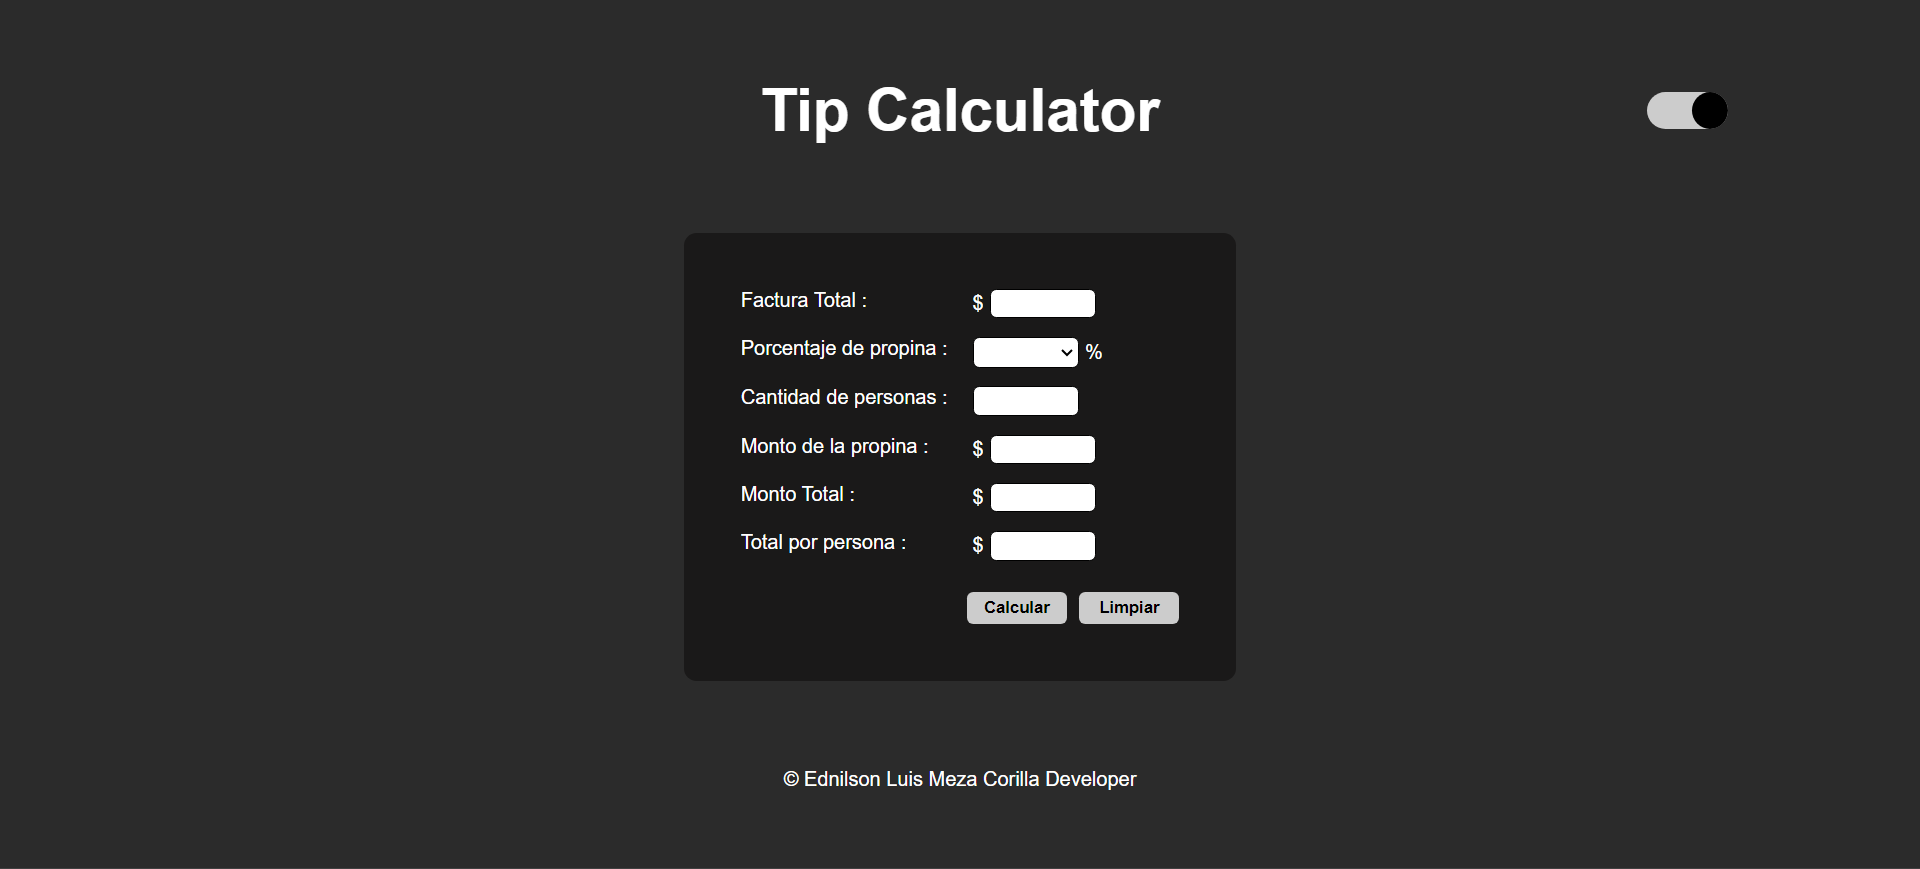 Tip Calculator
Factura Total : $
Porcentaje de propina : %
Cantidad de personas :
Monto de la propina : $
Monto Total : $
Total por persona : $
Calcular Limpiar
© Ednilson Luis Meza Corilla Developer